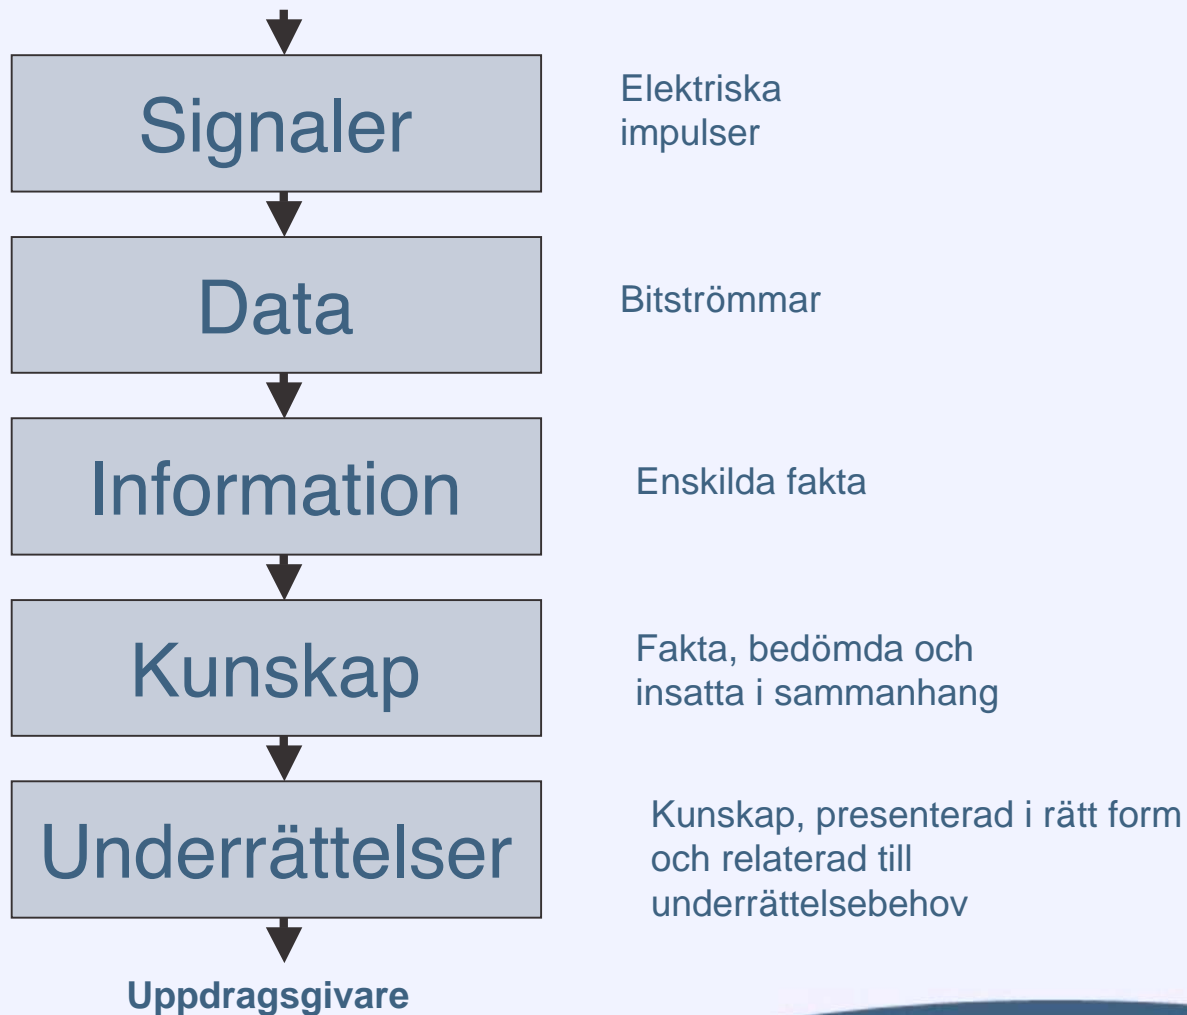 Signaler
Elektriska
impulser
Data
Bitströmmar
Information
Enskilda fakta
Kunskap
Fakta, bedömda och
insatta i sammanhang
Underrättelser
Kunskap, presenterad i rätt form
och relaterad till
underrättelsebehov
Uppdragsgivare